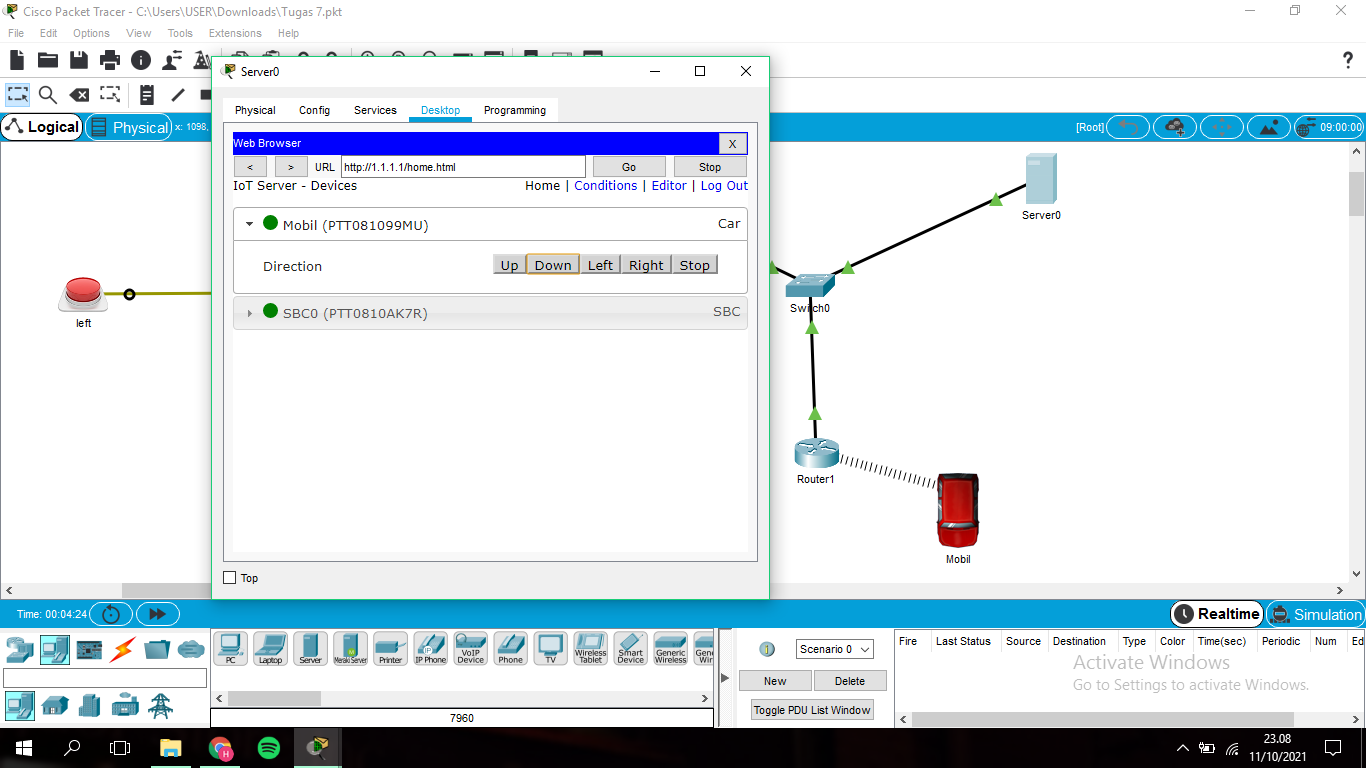 Cisco Packet Tracer - C:\Users\USER\Downloads\Tugas 7.pkt
File Edit Options View Tools Extensions Help
?
Logical Physical x: 1098,
[Root] 09:00:00
Server0
Physical Config Services Desktop Programming
Web Browser X
< > URL http://1.1.1.1/home.html Go Stop
IoT Server - Devices Home | Conditions | Editor | Log Out
Mobil (PTT081099MU) Car
Direction Up Down Left Right Stop
SBC0 (PTT0810AK7R) SBC
Top
left
Server0
Switch0
Router1
Mobil
Time: 00:04:24
Realtime Simulation
PC Laptop Server Meraki Server Printer IP Phone VoIP Device Phone TV Wireless Tablet Smart Device Generic Wireless
7960
Scenario 0
New Delete
Toggle PDU List Window
Fire Last Status Source Destination Type Color Time(sec) Periodic Num Ed
Activate Windows
Go to Settings to activate Windows.
H
23.08
11/10/2021